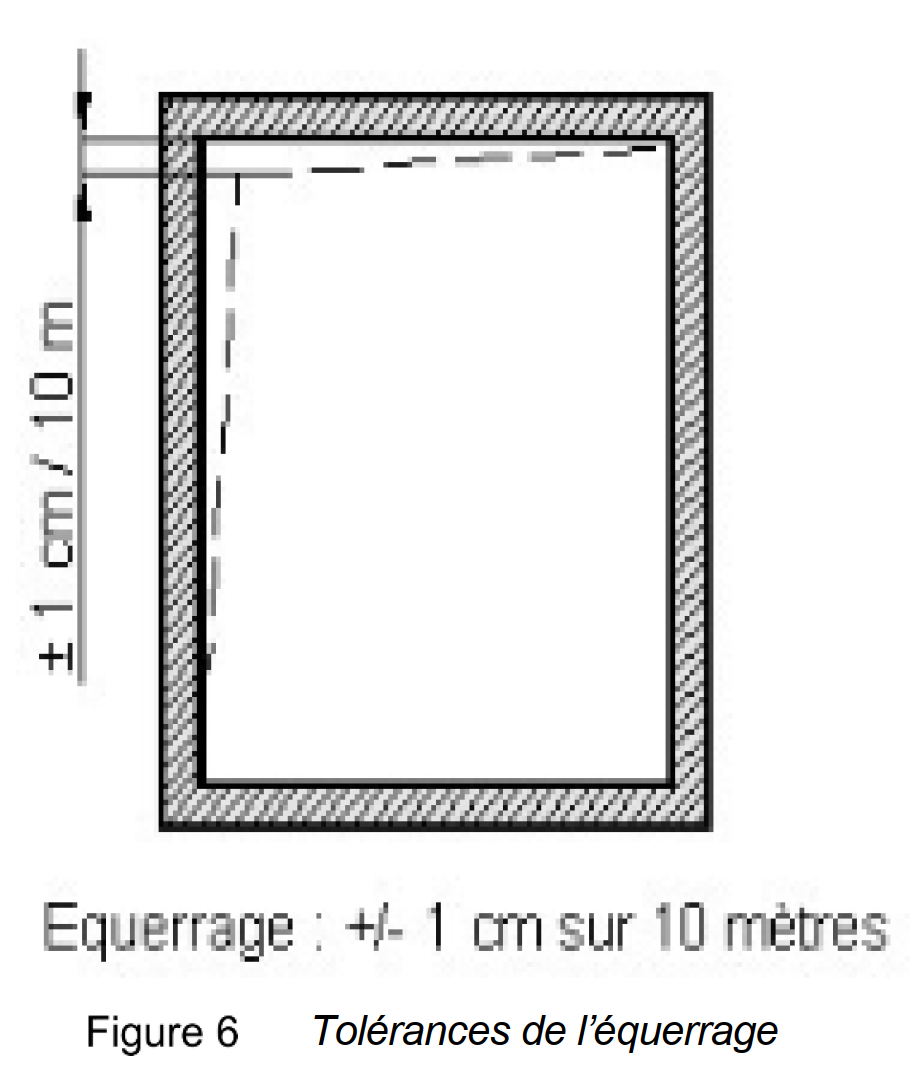 ± 1 cm / 10 m
Equerrage : +/- 1 cm sur 10 mètres
Figure 6 Tolérances de l’équerrage